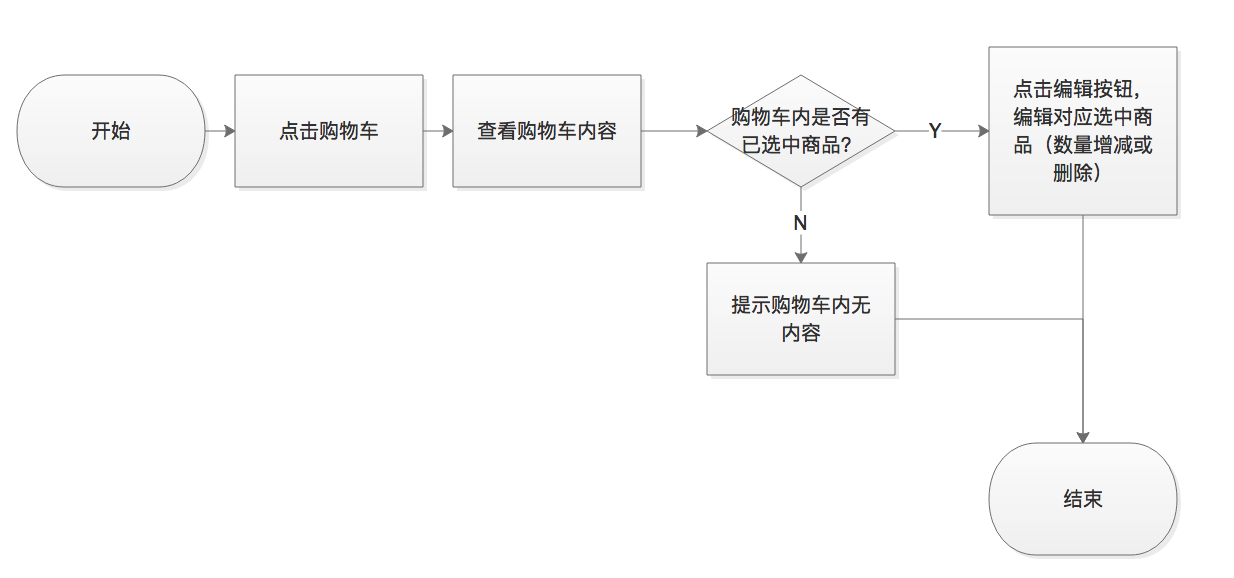 开始
点击购物车
查看购物车内容
购物车内是否有
已选中商品?
Y
点击编辑按钮，
编辑对应选中商
品（数量增减或
删除）
N
提示购物车内无
内容
结束